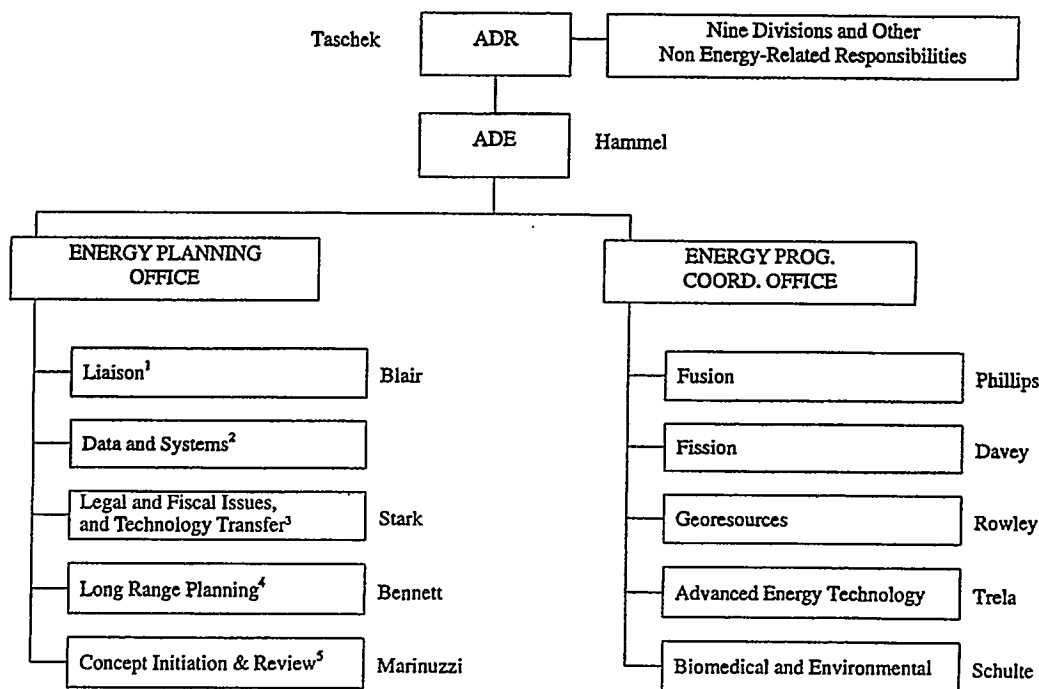 Taschek
ADR
Nine Divisions and Other
Non Energy-Related Responsibilities
ADE
Hammel
ENERGY PLANNING
OFFICE
Liaison¹
Blair
Data and Systems²
Legal and Fiscal Issues,
and Technology Transfer³
Stark
Long Range Planning⁴
Bennett
Concept Initiation & Review⁵
Marinuzzi
ENERGY PROG.
COORD. OFFICE
Fusion
Phillips
Fission
Davey
Georesources
Rowley
Advanced Energy Technology
Trela
Biomedical and Environmental
Schulte